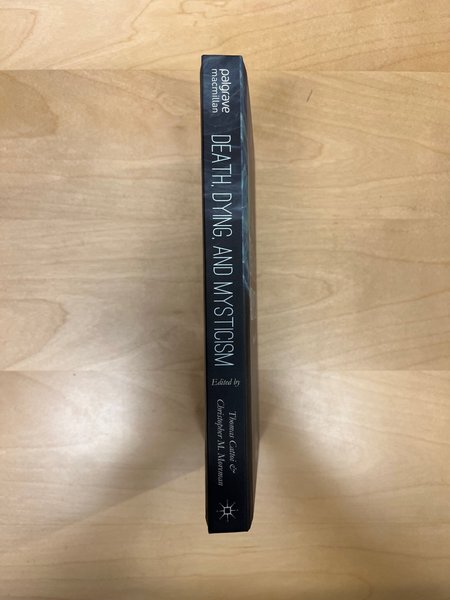 palgrave
macmillan
DEATH, DYING, AND MYSTICISM
Edited by
Thomas Cattoi &
Christopher M. Moreman